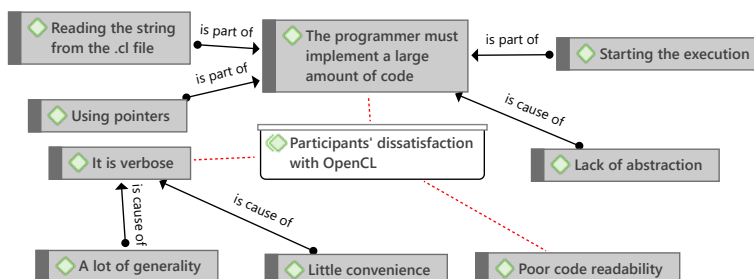 Reading the string
from the .cl file
is part of
The programmer must
implement a large
amount of code
is part of
Starting the execution
is part of
Using pointers
is cause of
Participants' dissatisfaction
with OpenCL
It is verbose
Lack of abstraction
is cause of
is cause of
A lot of generality
Little convenience
Poor code readability